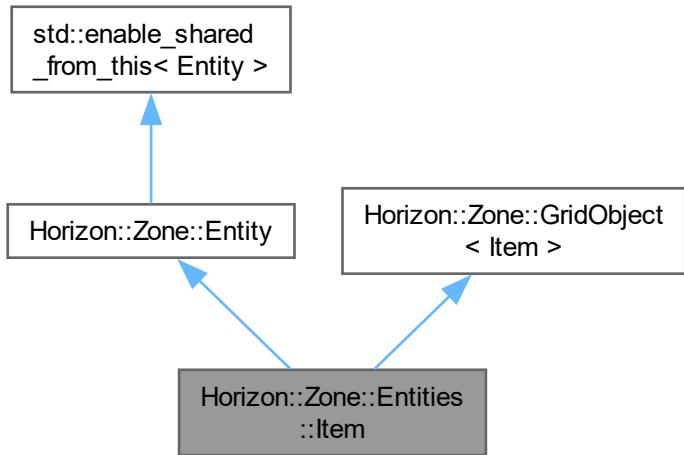 std::enable_shared
_from_this< Entity >
Horizon::Zone::Entity
Horizon::Zone::GridObject
< Item >
Horizon::Zone::Entities
::Item